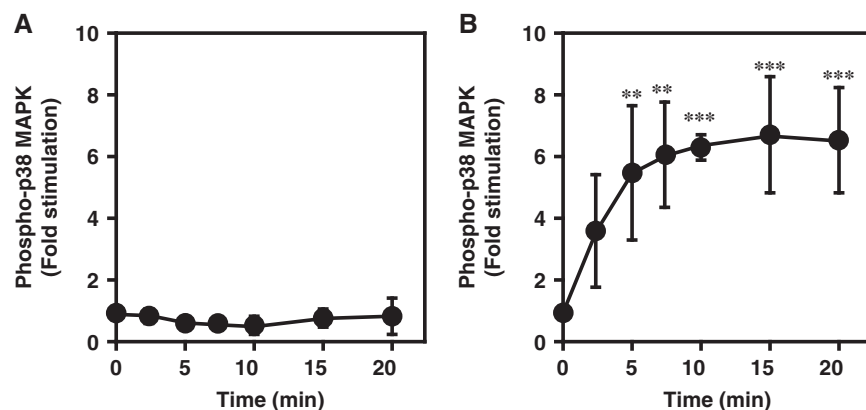 A
Phospho-p38 MAPK
(Fold stimulation)
10
8
6
4
2
0
0 5 10 15 20
Time (min)
B
Phospho-p38 MAPK
(Fold stimulation)
10
8
6
4
2
0
** ** *** *** ***
0 5 10 15 20
Time (min)